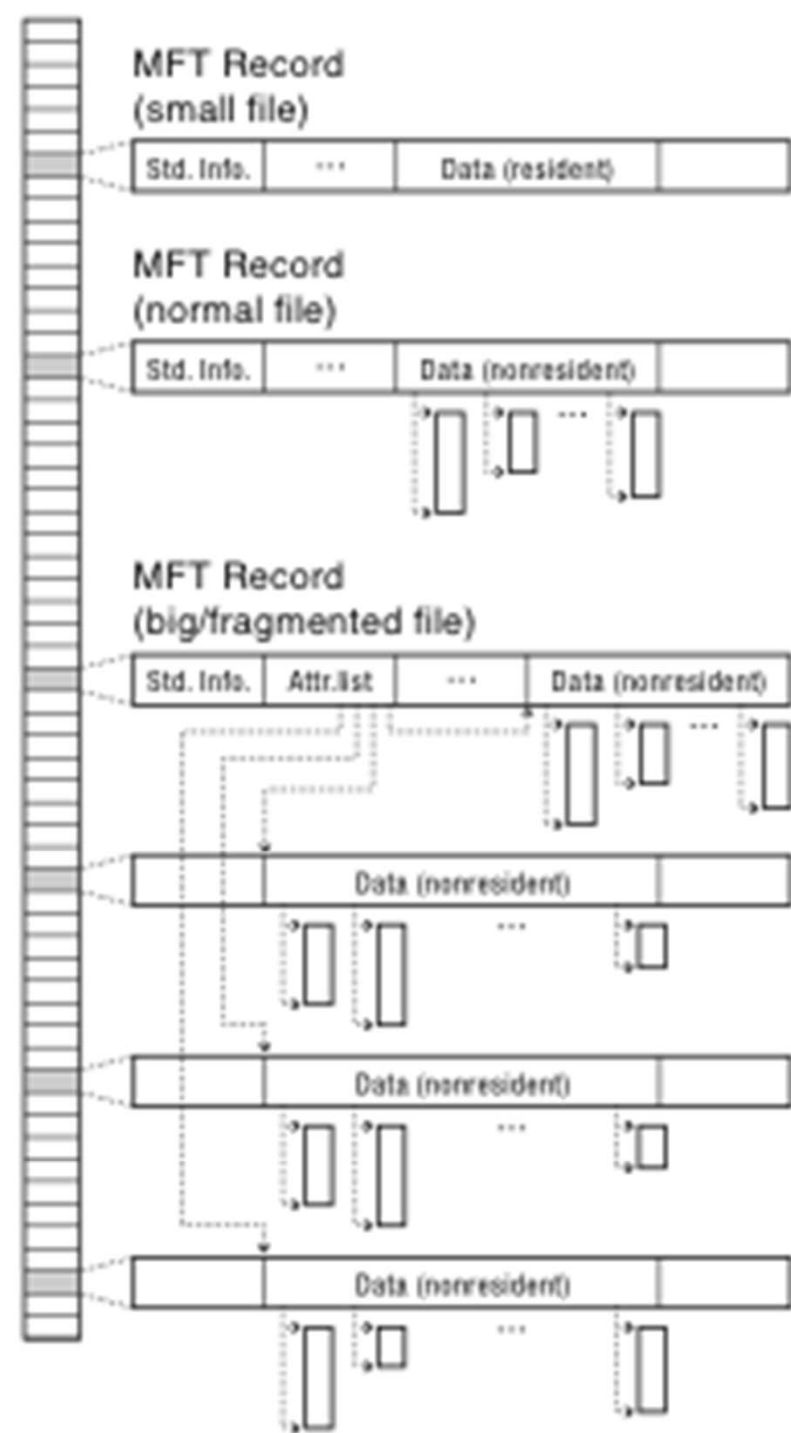 MFT Record
(small file)
Std. Info. ... Data (resident)
MFT Record
(normal file)
Std. Info. ... Data (nonresident)
...
MFT Record
(big/fragmented file)
Std. Info. Attr.list ... Data (nonresident)
...
Data (nonresident)
...
Data (nonresident)
...
Data (nonresident)
...